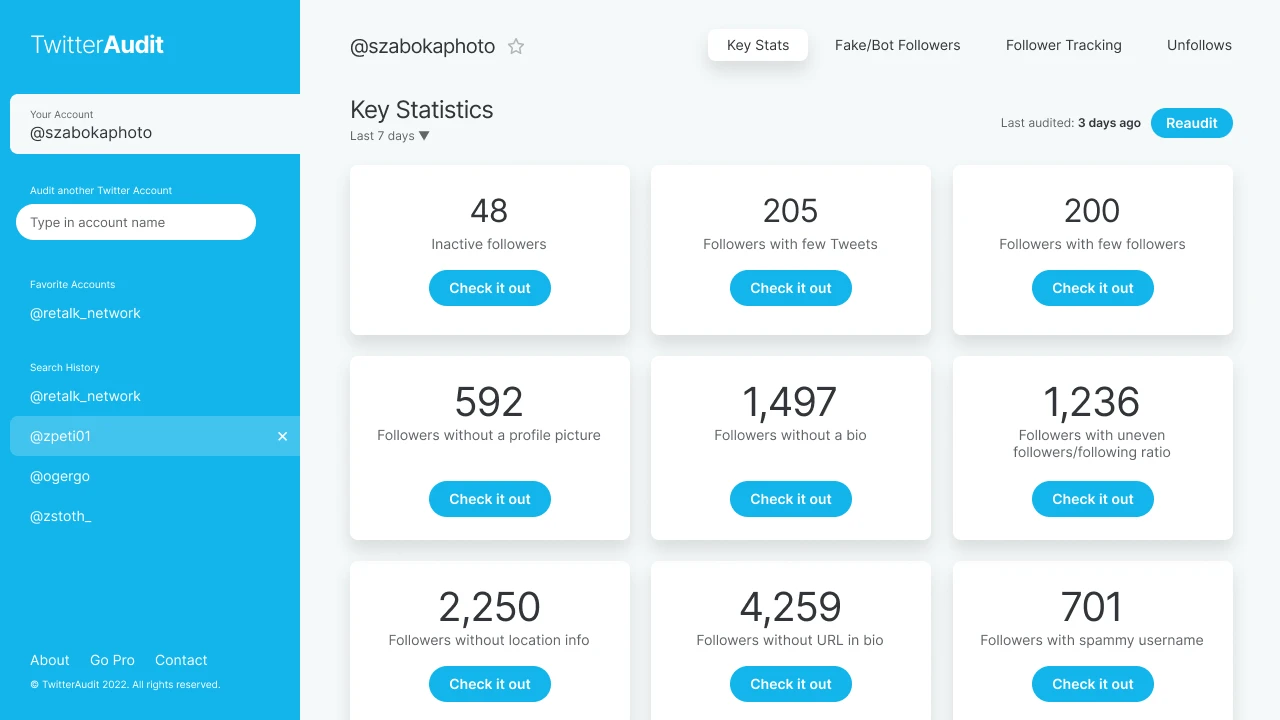 TwitterAudit
Your Account
@szabokaphoto
Audit another Twitter Account
Type in account name
Favorite Accounts
@retalk_network
Search History
@retalk_network
@zpeti01
@ogergo
@zstoth_
About Go Pro Contact
© TwitterAudit 2022. All rights reserved.
@szabokaphoto
Key Stats Fake/Bot Followers Follower Tracking Unfollows
Key Statistics
Last 7 days ▼
Last audited: 3 days ago Reaudit
48
Inactive followers
Check it out
205
Followers with few Tweets
Check it out
200
Followers with few followers
Check it out
592
Followers without a profile picture
Check it out
1,497
Followers without a bio
Check it out
1,236
Followers with uneven
followers/following ratio
Check it out
2,250
Followers without location info
Check it out
4,259
Followers without URL in bio
Check it out
701
Followers with spammy username
Check it out